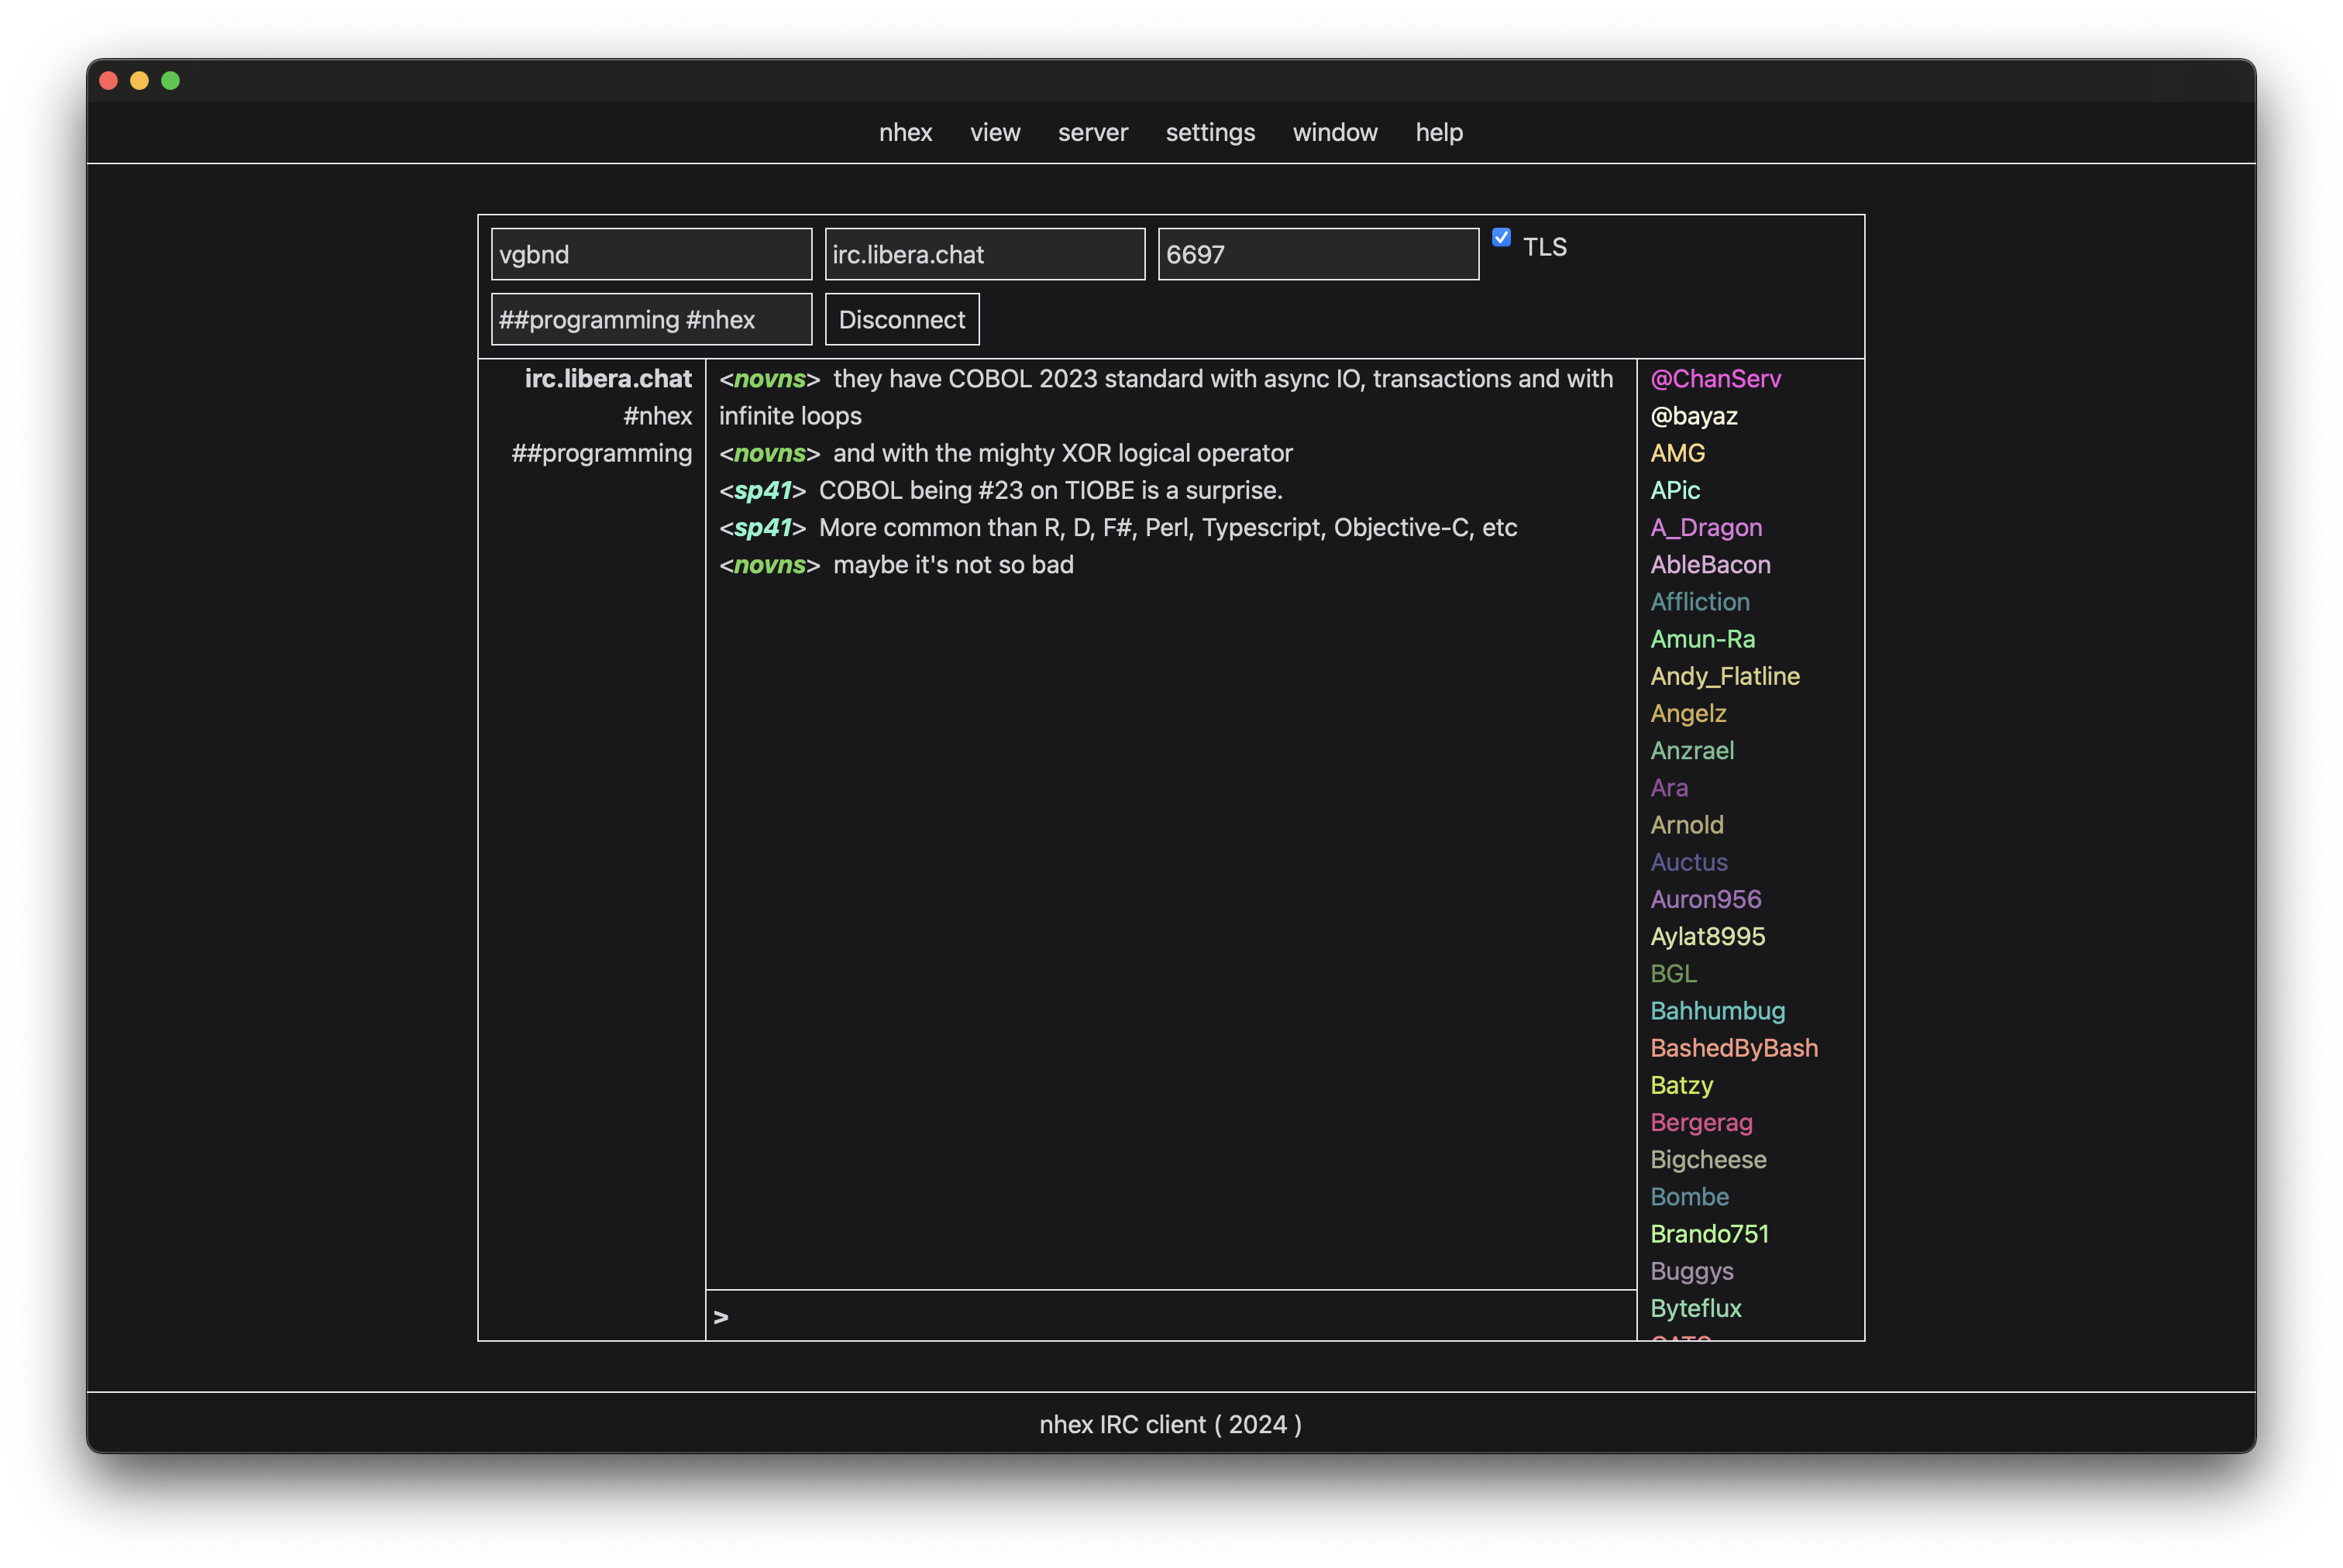 nhex view server settings window help
vgbnd irc.libera.chat 6697 TLS
##programming #nhex Disconnect
irc.libera.chat
#nhex
##programming
<novns> they have COBOL 2023 standard with async IO, transactions and with
infinite loops
<novns> and with the mighty XOR logical operator
<sp41> COBOL being #23 on TIOBE is a surprise.
<sp41> More common than R, D, F#, Perl, Typescript, Objective-C, etc
<novns> maybe it's not so bad
>
@ChanServ
@bayaz
AMG
APic
A_Dragon
AbleBacon
Affliction
Amun-Ra
Andy_Flatline
Angelz
Anzrael
Ara
Arnold
Auctus
Auron956
Aylat8995
BGL
Bahhumbug
BashedByBash
Batzy
Bergerag
Bigcheese
Bombe
Brando751
Buggys
Byteflux
nhex IRC client ( 2024 )